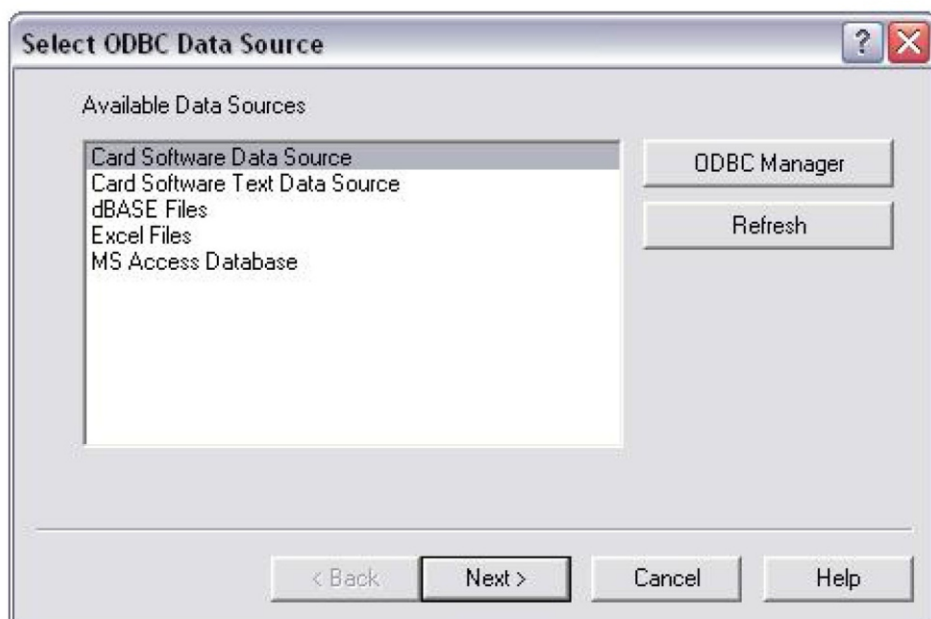 Select ODBC Data Source
Available Data Sources
Card Software Data Source
Card Software Text Data Source
dBASE Files
Excel Files
MS Access Database
ODBC Manager
Refresh
< Back
Next >
Cancel
Help